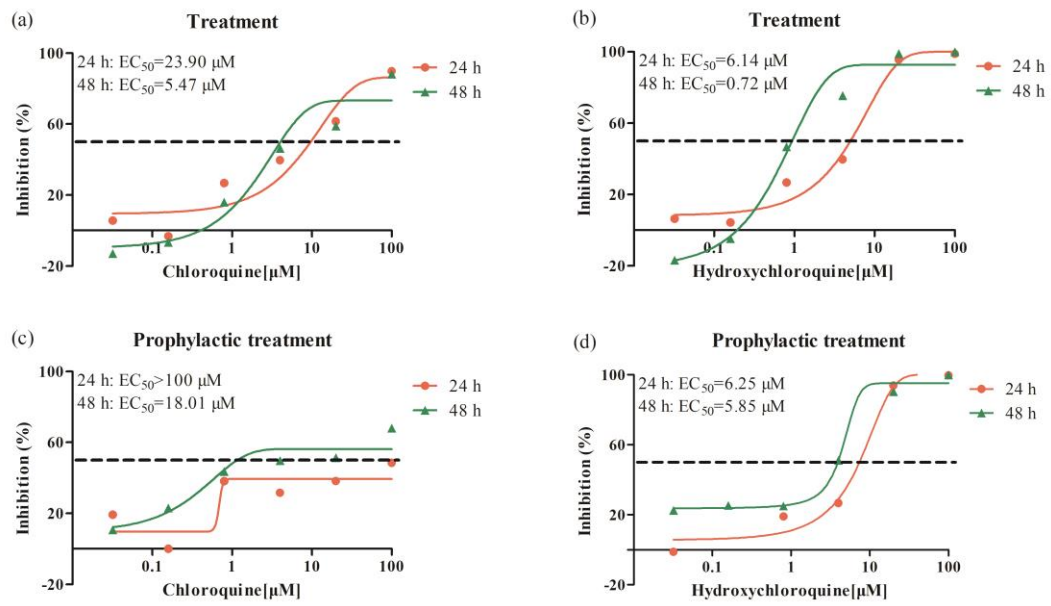 (a)
Treatment
24 h: EC50=23.90 μM
48 h: EC50=5.47 μM
24 h
48 h
Inhibition (%)
100
60
20
-20
0.1
1
10
100
Chloroquine[μM]
(b)
Treatment
24 h: EC50=6.14 μM
48 h: EC50=0.72 μM
24 h
48 h
Inhibition (%)
100
60
20
-20
0.1
1
10
100
Hydroxychloroquine[μM]
(c)
Prophylactic treatment
24 h: EC50>100 μM
48 h: EC50=18.01 μM
24 h
48 h
Inhibition (%)
100
60
20
-20
0.1
1
10
100
Chloroquine[μM]
(d)
Prophylactic treatment
24 h: EC50=6.25 μM
48 h: EC50=5.85 μM
24 h
48 h
Inhibition (%)
100
60
20
-20
0.1
1
10
100
Hydroxychloroquine[μM]